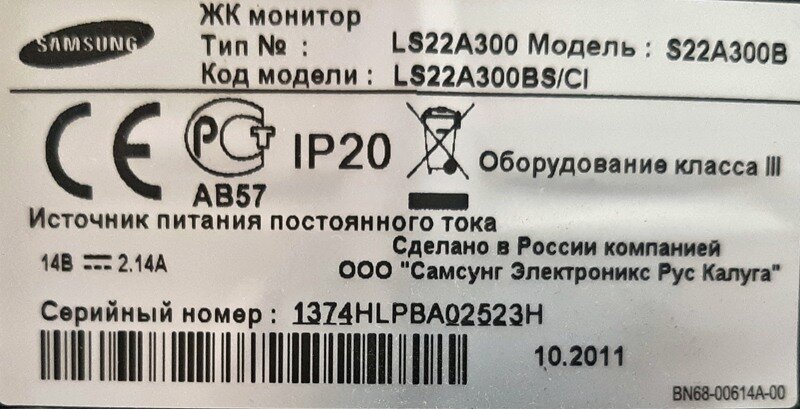 SAMSUNG
ЖК монитор
Тип № : LS22A300 Модель : S22A300B
Код модели : LS22A300BS/CI
CE РСТ IP20 Оборудование класса III
АВ57
Источник питания постоянного тока
Сделано в России компанией
14В 2.14А
ООО "Самсунг Электроникс Рус Калуга"
Серийный номер : 1374HLPBA02523H
10.2011
BN68-00614A-00